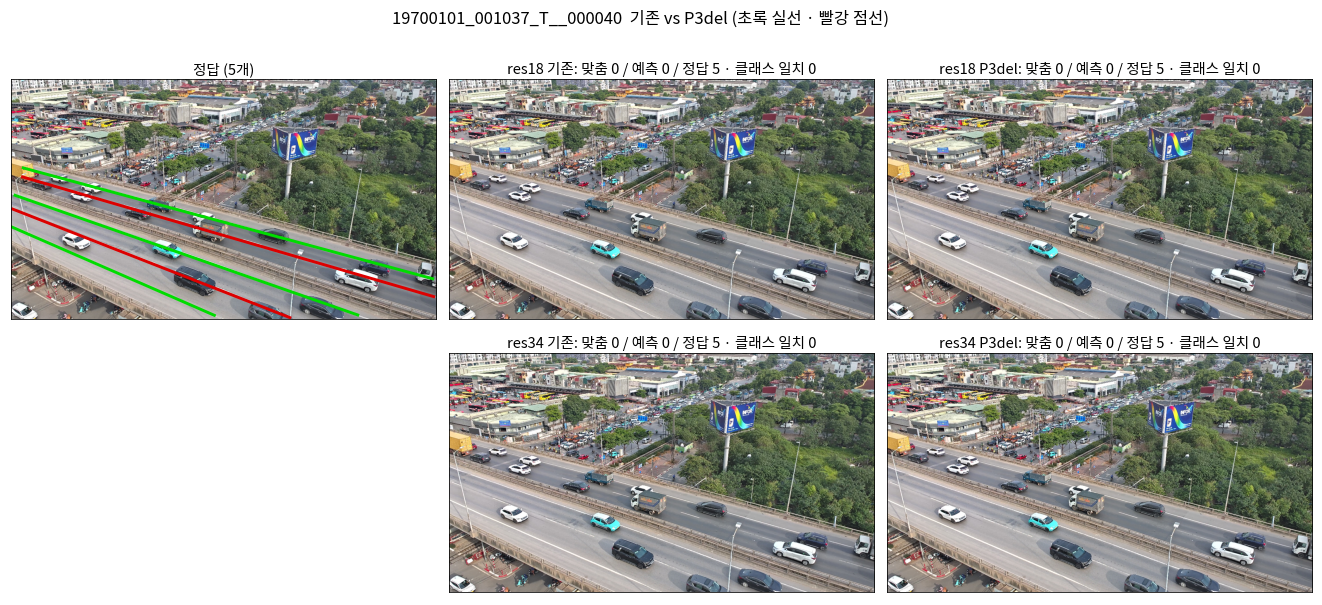 19700101_001037_T__000040  기존 vs P3del (초록 실선 · 빨강 점선)
정답 (5개)
res18 기존: 맞춤 0 / 예측 0 / 정답 5 · 클래스 일치 0
res18 P3del: 맞춤 0 / 예측 0 / 정답 5 · 클래스 일치 0
res34 기존: 맞춤 0 / 예측 0 / 정답 5 · 클래스 일치 0
res34 P3del: 맞춤 0 / 예측 0 / 정답 5 · 클래스 일치 0